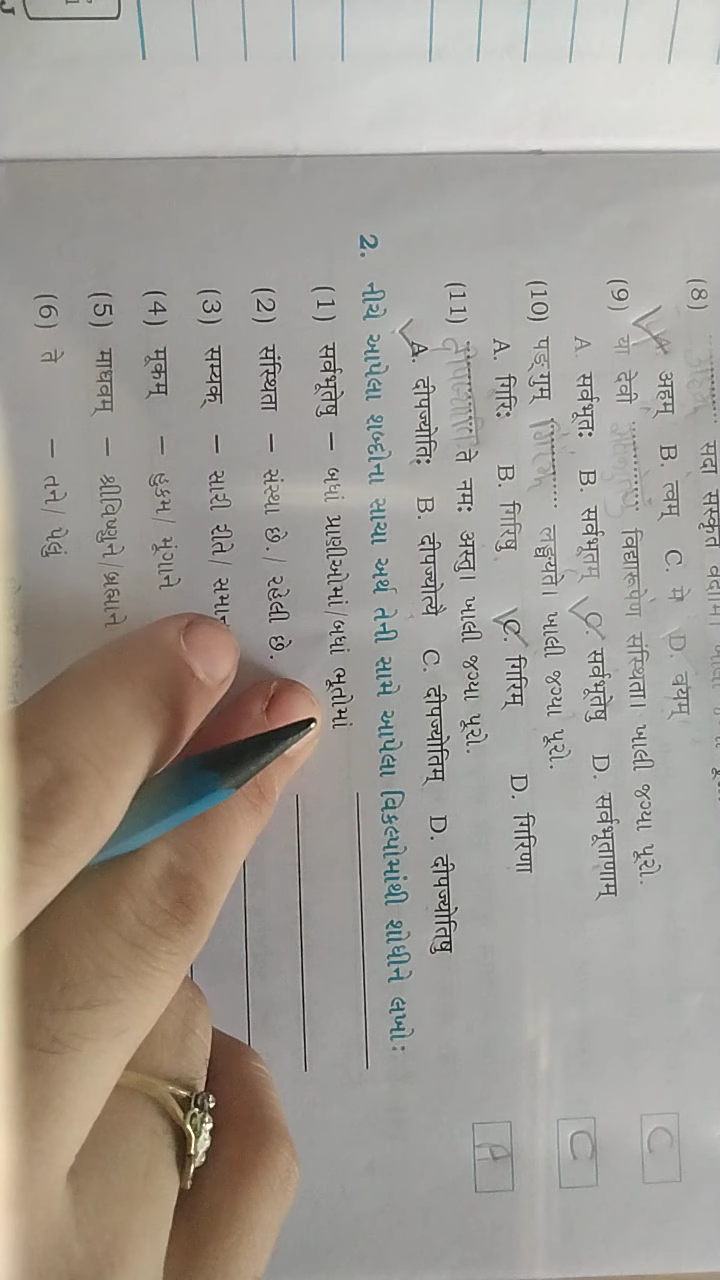 (8) ............ सदा संस्कृतं वदामि।
A. अहम् B. त्वम् C. मे D. वयम्
(9) या देवी ............ विद्यारूपेण संस्थिता। ખાલી જગ્યા પૂરો.
A. सर्वभूतः B. सर्वभूतम् C. सर्वभूतेषु D. सर्वभूताणाम्
C
(10) पङ्गुम् ............ लङ्घयते। ખાલી જગ્યા પૂરો.
A. गिरिः B. गिरिषु C. गिरिम् D. गिरिणा
C
(11) ............ ते नमः अस्तु। ખાલી જગ્યા પૂરો.
A. दीपज्योतिः B. दीपज्योत्ये C. दीपज्योतिम् D. दीपज्योतिषु
A
2. નીચે આપેલા શબ્દોના સાચા અર્થ તેની સામે આપેલા વિકલ્પોમાંથી શોધીને લખો :
(1) सर्वभूतेषु – બધાં પ્રાણીઓમાં/બધાં ભૂતોમાં
(2) संस्थिता – સંસ્થા છે./ રહેલી છે.
(3) सम्यक् – સારી રીતે/
(4) मूकम् – હુકમ/ મૂંગાને
(5) माधवम् – શ્રીવિષ્ણુને/બ્રહ્માને
(6) ते – તને/ પેલું